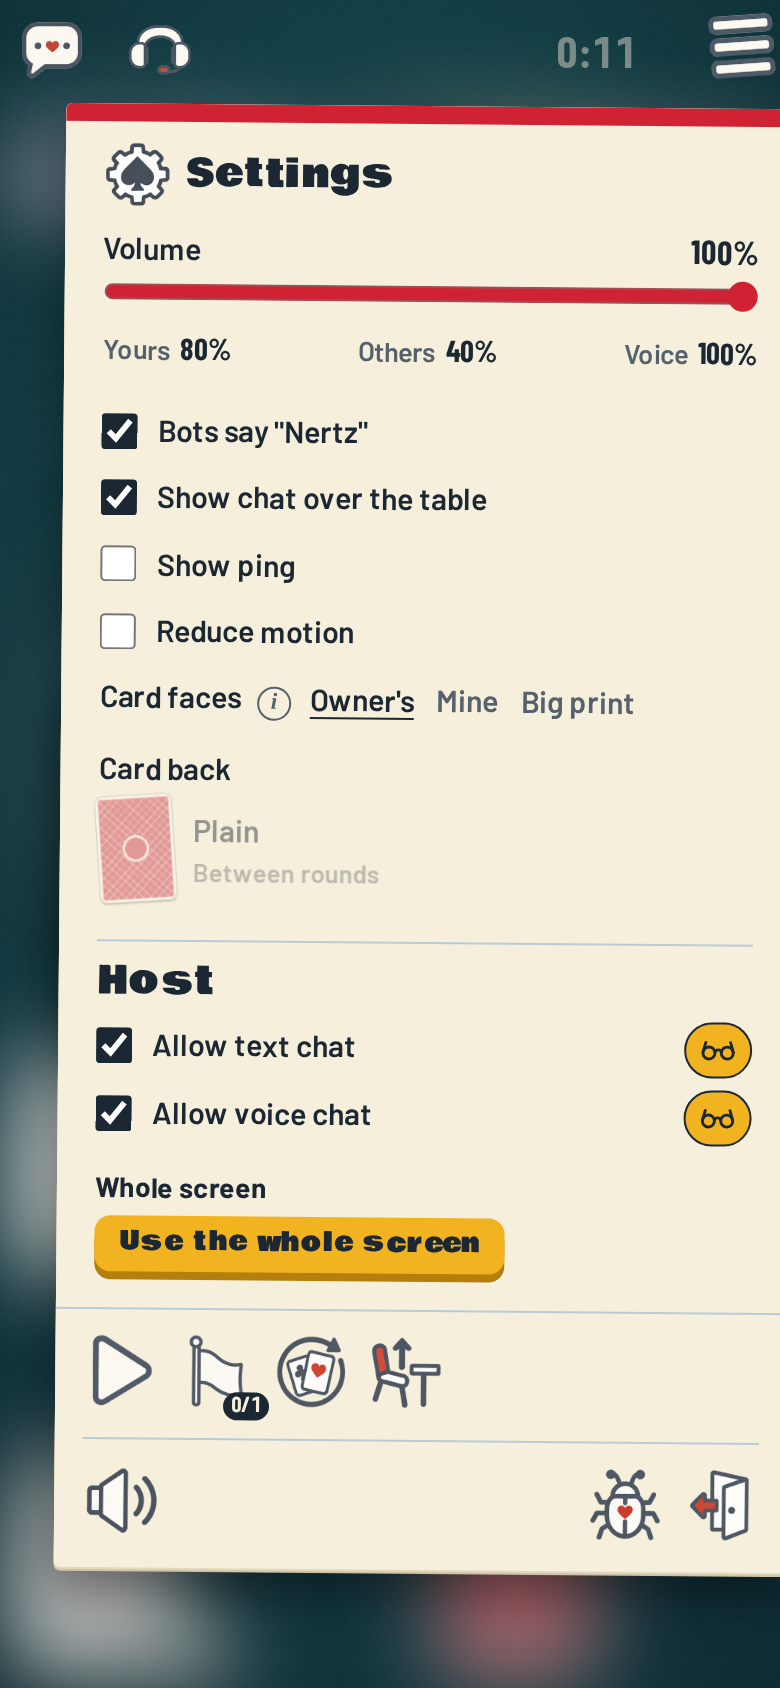 0:11
Settings
Volume 100%
Yours 80% Others 40% Voice 100%
Bots say "Nertz"
Show chat over the table
Show ping
Reduce motion
Card faces i Owner's Mine Big print
Card back
Plain
Between rounds
Host
Allow text chat
Allow voice chat
Whole screen
Use the whole screen
0/1